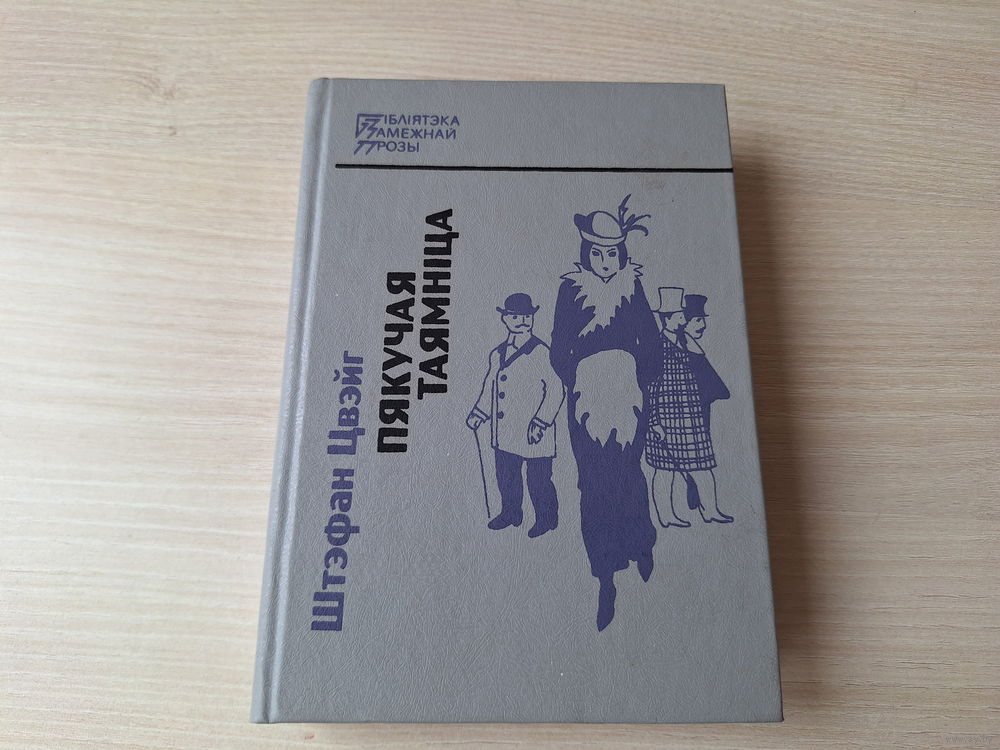 БІБЛІЯТЭКА
ЗАМЕЖНАЙ
ПРОЗЫ
Штэфан Цвэйг
ПЯКУЧАЯ
ТАЯМНІЦА